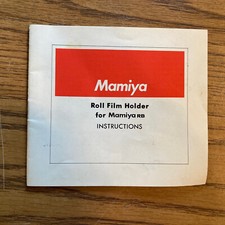 Mamiya
Roll Film Holder
for Mamiya RB
INSTRUCTIONS